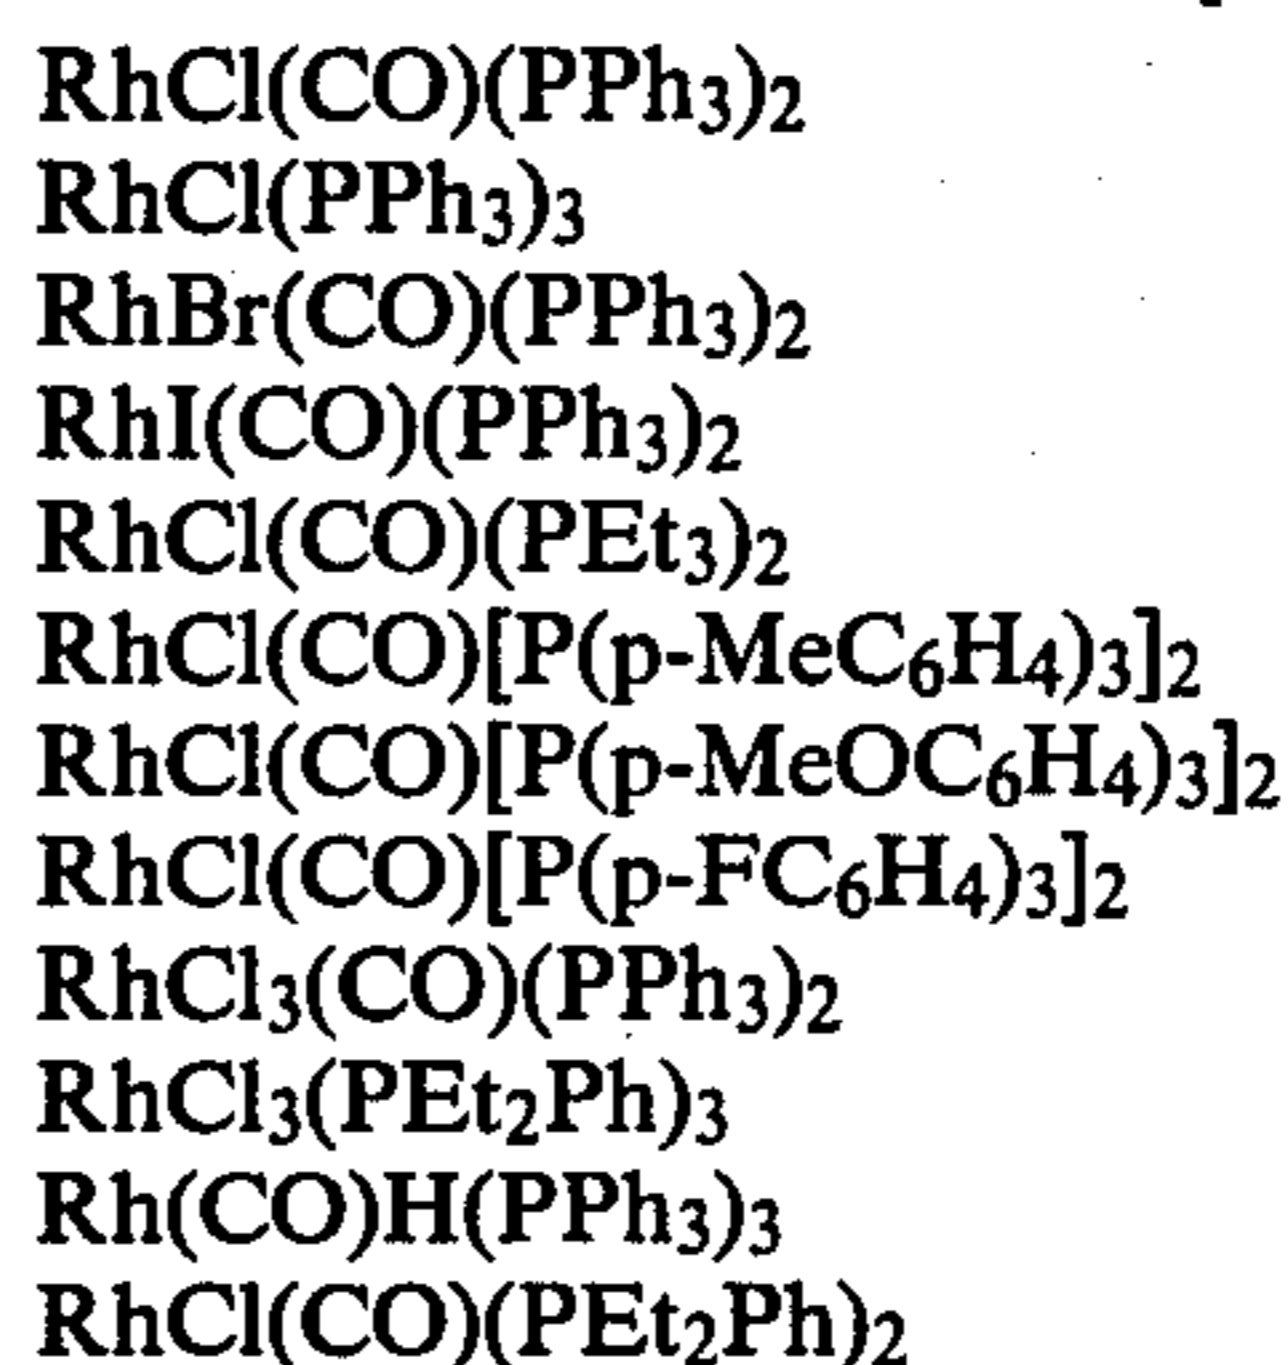 RhCl(CO)(PPh3)2
RhCl(PPh3)3
RhBr(CO)(PPh3)2
RhI(CO)(PPh3)2
RhCl(CO)(PEt3)2
RhCl(CO)[P(p-MeC6H4)3]2
RhCl(CO)[P(p-MeOC6H4)3]2
RhCl(CO)[P(p-FC6H4)3]2
RhCl3(CO)(PPh3)2
RhCl3(PEt2Ph)3
Rh(CO)H(PPh3)3
RhCl(CO)(PEt2Ph)2